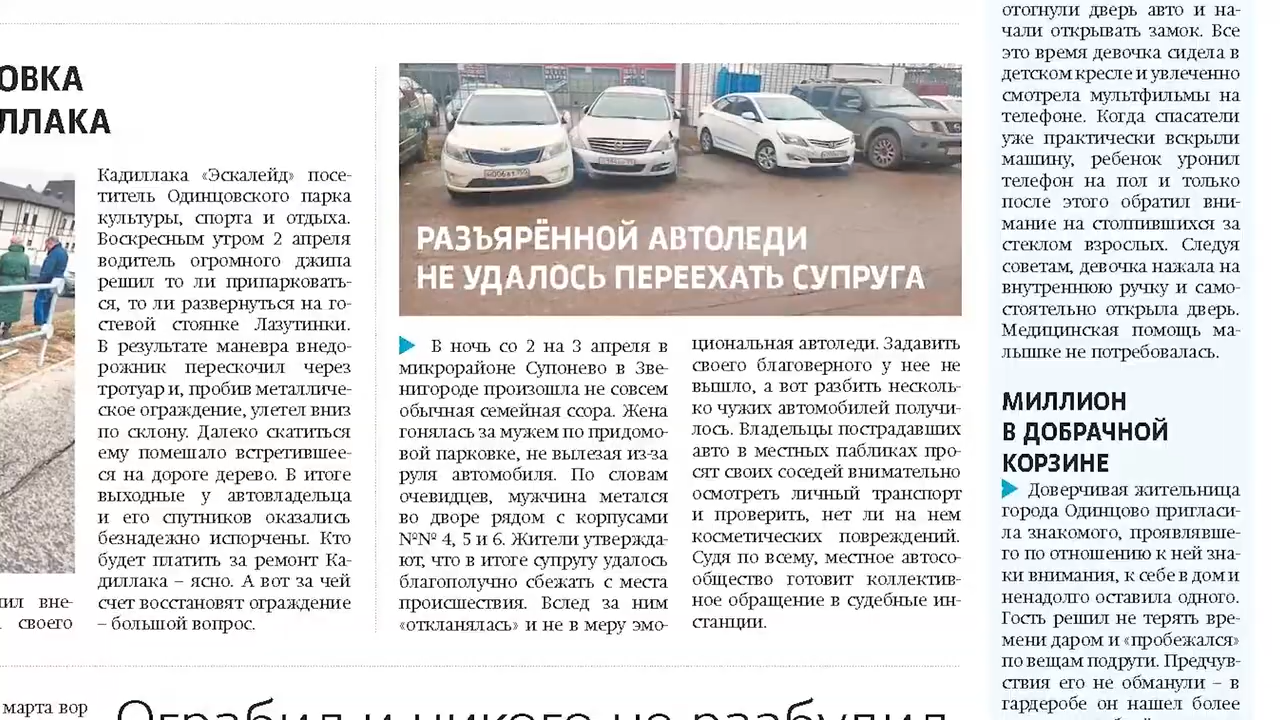 ОВКА
ЛЛАКА
Кадиллака «Эскалейд» посе-
титель Одинцовского парка
культуры, спорта и отдыха.
Воскресным утром 2 апреля
водитель огромного джипа
решил то ли припарковать-
ся, то ли развернуться на го-
стевой стоянке Лазутинки.
В результате маневра внедо-
рожник перескочил через
тротуар и, пробив металличе-
ское ограждение, улетел вниз
по склону. Далеко скатиться
ему помешало встретившее-
ся на дороге дерево. В итоге
выходные у автовладельца
и его спутников оказались
безнадежно испорчены. Кто
будет платить за ремонт Ка-
диллака – ясно. А вот за чей
счет восстановят ограждение
– большой вопрос.
вне-
своего
РАЗЪЯРЁННОЙ АВТОЛЕДИ
НЕ УДАЛОСЬ ПЕРЕЕХАТЬ СУПРУГА
В ночь со 2 на 3 апреля в
микрорайоне Супонево в Зве-
нигороде произошла не совсем
обычная семейная ссора. Жена
гонялась за мужем по придомо-
вой парковке, не вылезая из-за
руля автомобиля. По словам
очевидцев, мужчина метался
во дворе рядом с корпусами
№№ 4, 5 и 6. Жители утвержда-
ют, что в итоге супругу удалось
благополучно сбежать с места
происшествия. Вслед за ним
«откланялась» и не в меру эмо-
циональная автоледи. Задавить
своего благоверного у нее не
вышло, а вот разбить несколь-
ко чужих автомобилей получи-
лось. Владельцы пострадавших
авто в местных пабликах про-
сят своих соседей внимательно
осмотреть личный транспорт
и проверить, нет ли на нем
косметических повреждений.
Судя по всему, местное автосо-
общество готовит коллектив-
ное обращение в судебные ин-
станции.
отогнули дверь авто и на-
чали открывать замок. Все
это время девочка сидела в
детском кресле и увлеченно
смотрела мультфильмы на
телефоне. Когда спасатели
уже практически вскрыли
машину, ребенок уронил
телефон на пол и только
после этого обратил вни-
мание на столпившихся за
стеклом взрослых. Следуя
советам, девочка нажала на
внутреннюю ручку и само-
стоятельно открыла дверь.
Медицинская помощь ма-
лышке не потребовалась.
МИЛЛИОН
В ДОБРАЧНОЙ
КОРЗИНЕ
Доверчивая жительница
города Одинцово пригласи-
ла знакомого, проявлявше-
го по отношению к ней зна-
ки внимания, к себе в дом и
ненадолго оставила одного.
Гость решил не терять вре-
мени даром и «пробежался»
по вещам подруги. Предчув-
ствия его не обманули – в
гардеробе он нашел более
марта вор
Ограбил и никого не разбудил